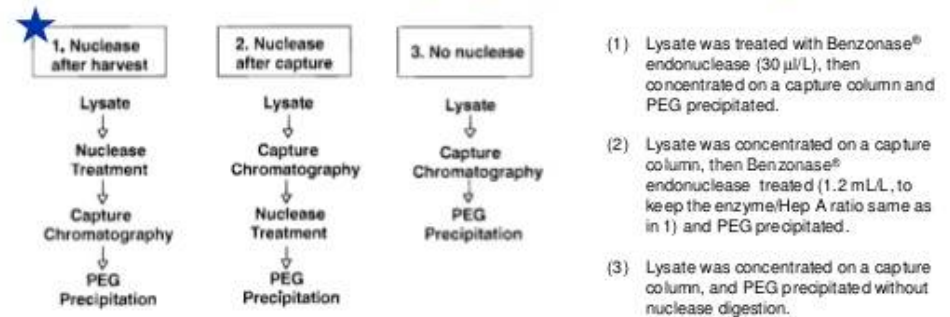 1. Nuclease
after harvest
Lysate
Nuclease
Treatment
Capture
Chromatography
PEG
Precipitation
2. Nuclease
after capture
Lysate
Capture
Chromatography
Nuclease
Treatment
PEG
Precipitation
3. No nuclease
Lysate
Capture
Chromatography
PEG
Precipitation
(1) Lysate was treated with Benzonase®
endonuclease (30 µl/L), then
concentrated on a capture column and
PEG precipitated.
(2) Lysate was concentrated on a capture
column, then Benzonase®
endonuclease treated (1.2 mL/L, to
keep the enzyme/Hep A ratio same as
in 1) and PEG precipitated.
(3) Lysate was concentrated on a capture
column, and PEG precipitated without
nuclease digestion.